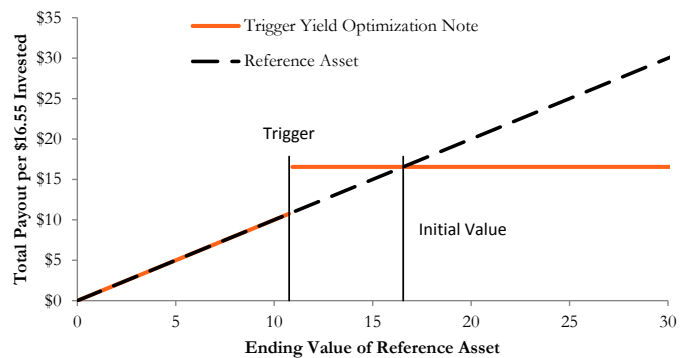 Trigger Yield Optimization Note
Reference Asset
Total Payout per $16.55 Invested
$35
$30
$25
$20
$15
$10
$5
$0
Trigger
Initial Value
0
5
10
15
20
25
30
Ending Value of Reference Asset